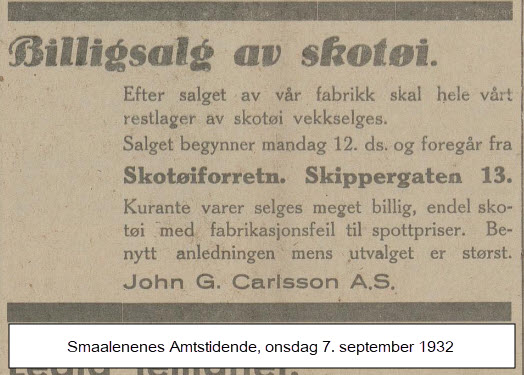 Billigsalg av skotøi.
Efter salget av vår fabrikk skal hele vårt
restlager av skotøi vekkselges.
Salget begynner mandag 12. ds. og foregår fra
Skotøiforretn. Skippergaten 13.
Kurante varer selges meget billig, endel sko-
tøi med fabrikasjonsfeil til spottpriser. Be-
nytt anledningen mens utvalget er størst.
John G. Carlsson A.S.
Smaalenenes Amtstidende, onsdag 7. september 1932